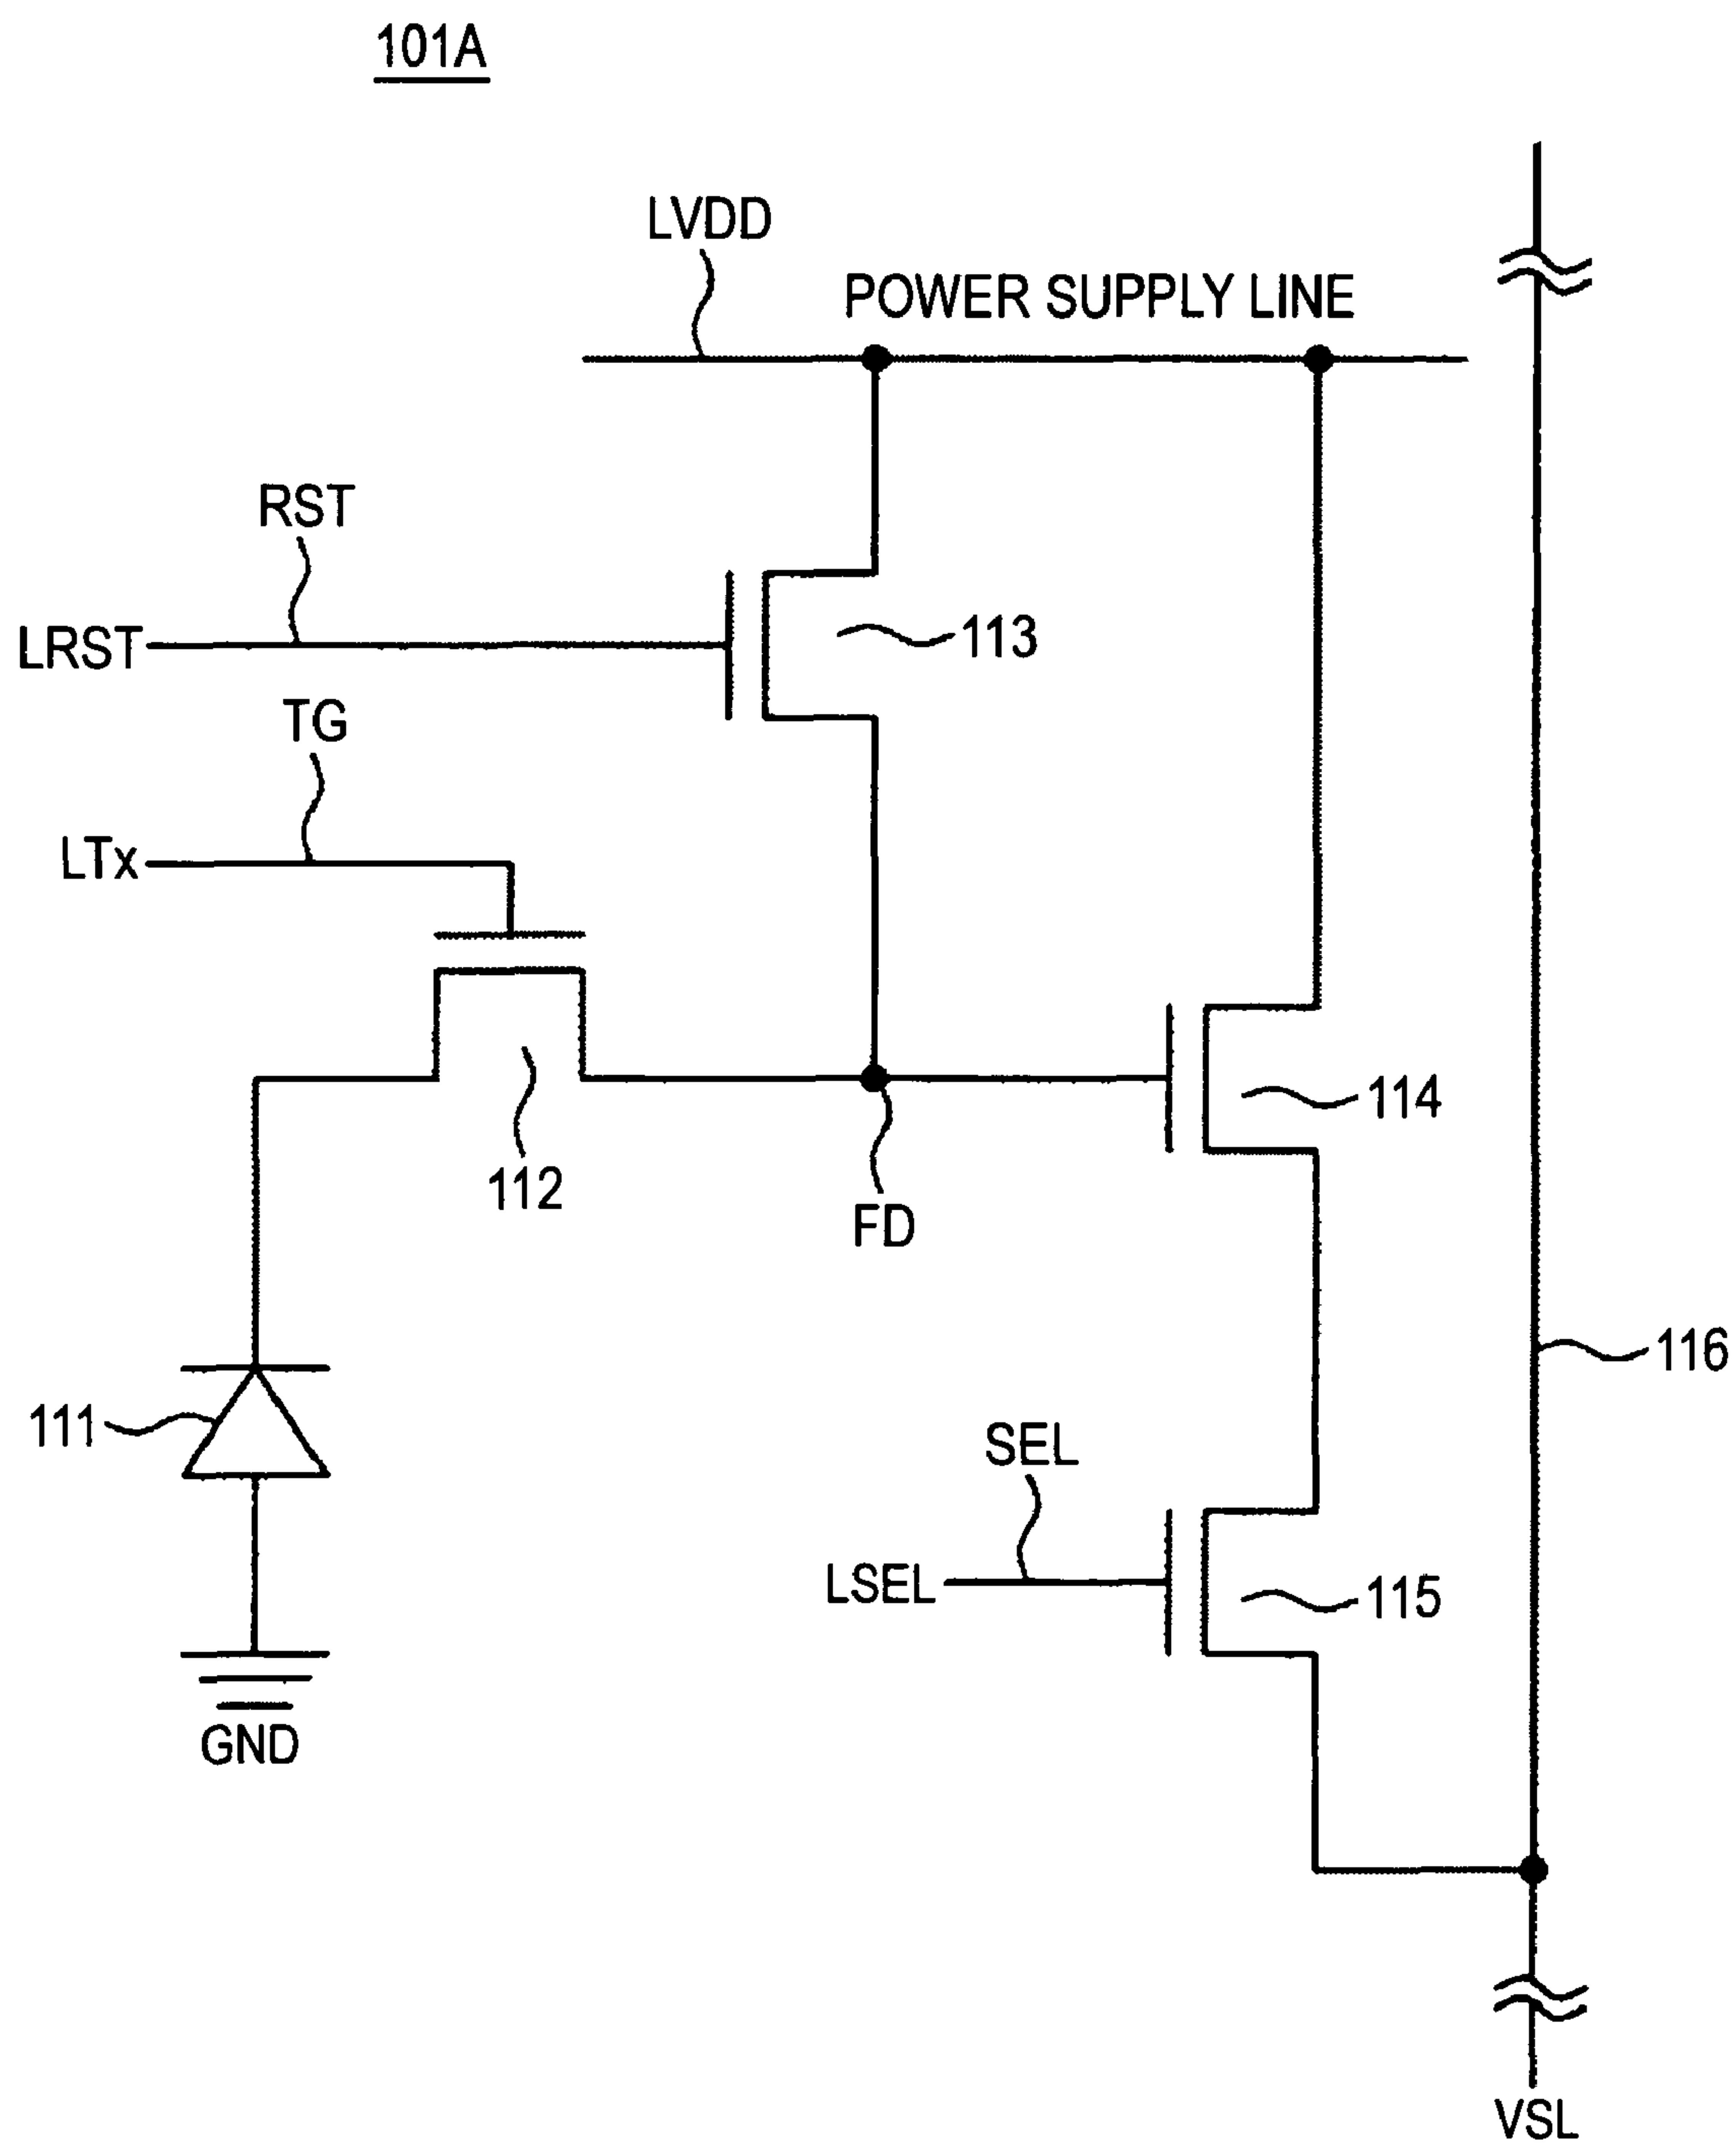 101A
LVDD
POWER SUPPLY LINE
RST
LRST
113
TG
LTx
114
112
FD
116
111
SEL
LSEL
115
GND
VSL